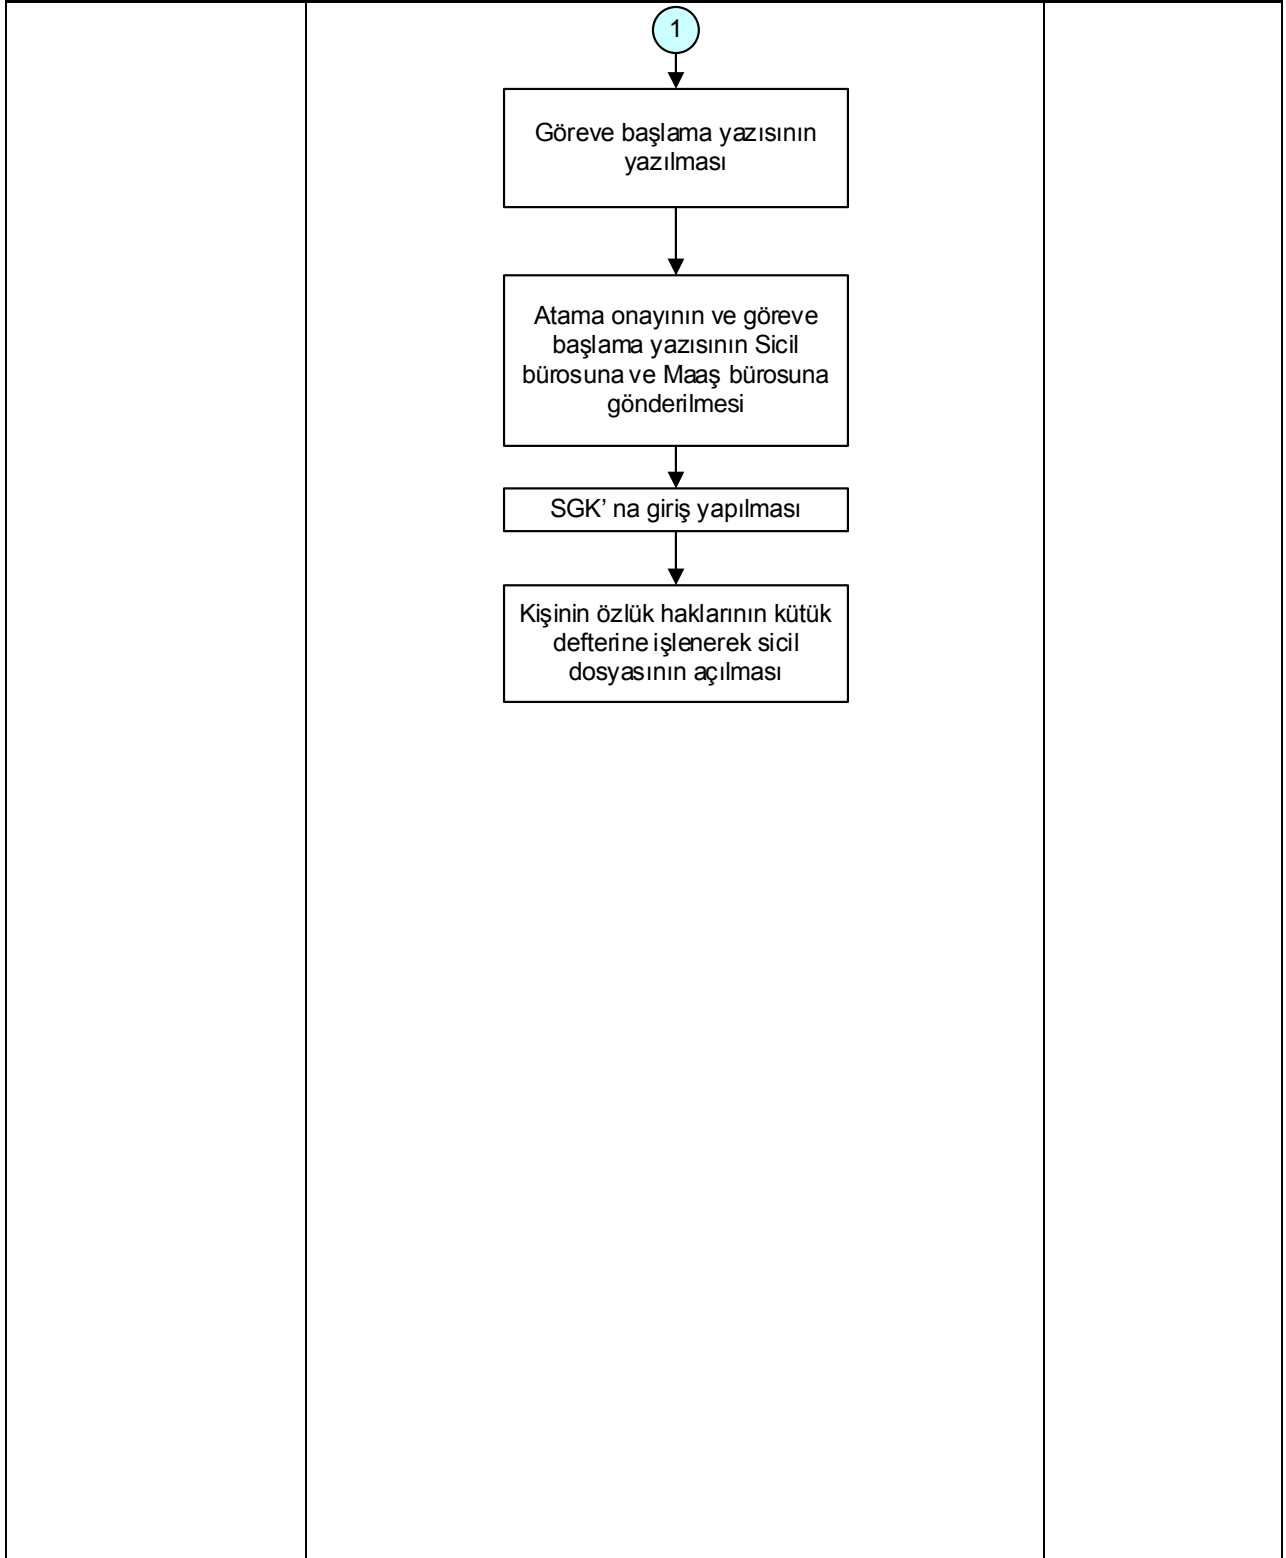 1
Göreve başlama yazısının
yazılması
Atama onayının ve göreve
başlama yazısının Sicil
bürosuna ve Maaş bürosuna
gönderilmesi
SGK' na giriş yapılması
Kişinin özlük haklarının kütük
defterine işlenerek sicil
dosyasının açılması